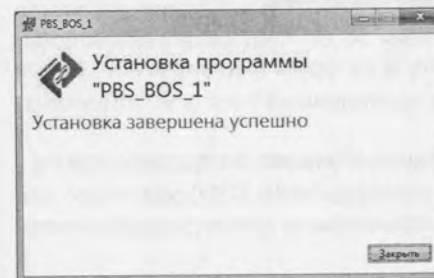 PBS_BOS_1
Установка программы
"PBS_BOS_1"
Установка завершена успешно
Закрыть